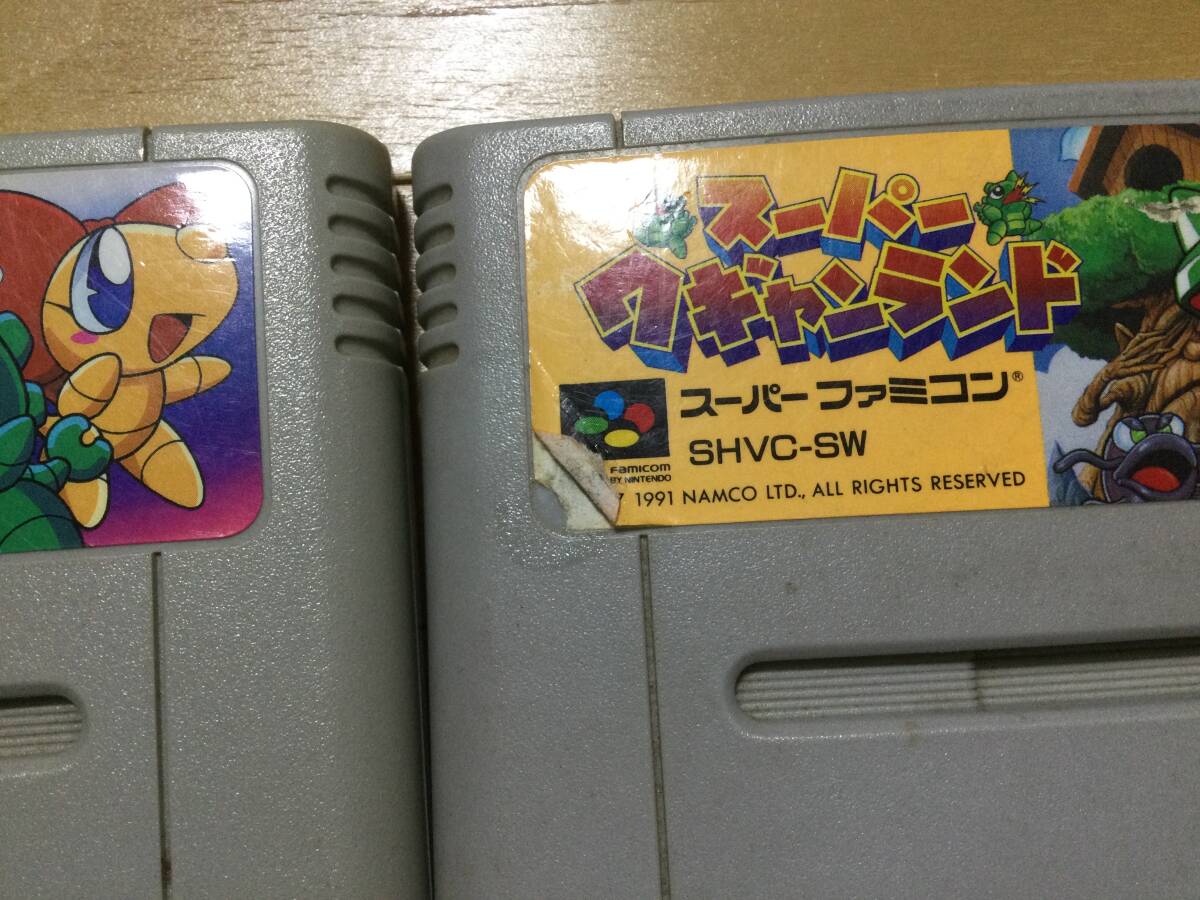 スーパー
ワギャンランド
スーパーファミコン®
SHVC-SW
FAMICOM
BY NINTENDO
1991 NAMCO LTD., ALL RIGHTS RESERVED